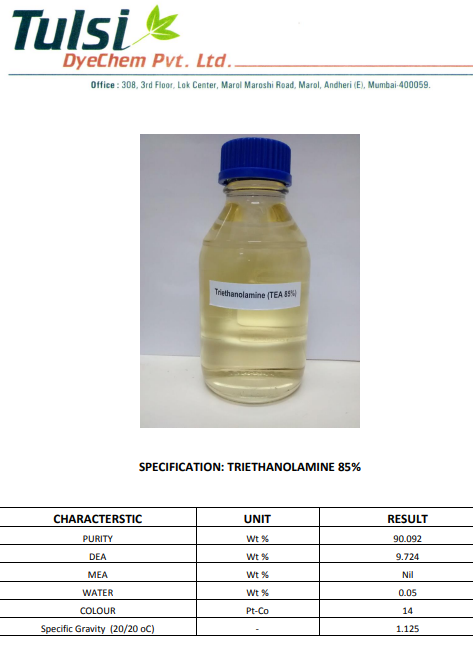 Tulsi
DyeChem Pvt. Ltd.
Office : 308, 3rd Floor, Lok Center, Marol Maroshi Road, Marol, Andheri (E), Mumbai-400059.
Triethanolamine (TEA 85%)
SPECIFICATION: TRIETHANOLAMINE 85%
CHARACTERSTIC UNIT RESULT
PURITY Wt % 90.092
DEA Wt % 9.724
MEA Wt % Nil
WATER Wt % 0.05
COLOUR Pt-Co 14
Specific Gravity (20/20 oC) - 1.125